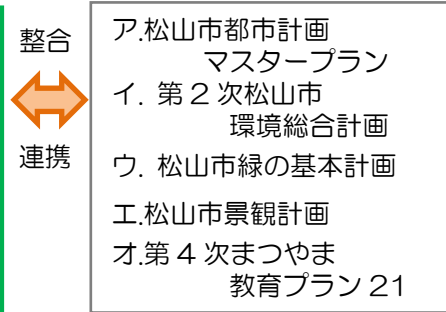 整合
連携
ア.松山市都市計画
マスタープラン
イ. 第2次松山市
環境総合計画
ウ. 松山市緑の基本計画
エ.松山市景観計画
オ.第4次まつやま
教育プラン21